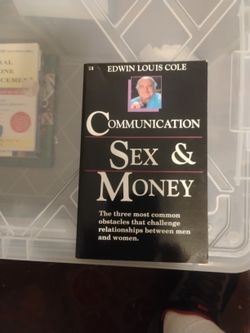 EDWIN LOUIS COLE
COMMUNICATION
SEX &
MONEY
The three most common
obstacles that challenge
relationships between men
and women.